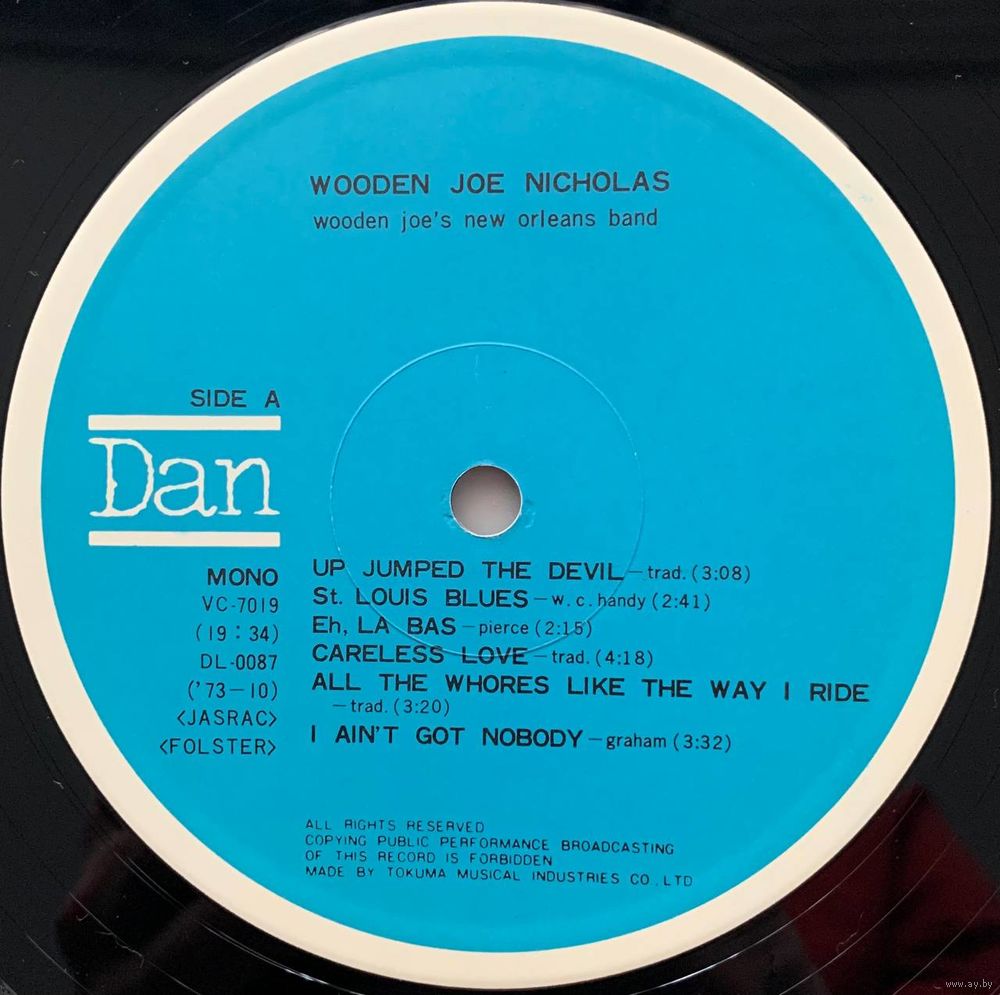 WOODEN JOE NICHOLAS
wooden joe's new orleans band
SIDE A
Dan
MONO
VC-7019
(19:34)
DL-0087
('73-10)
<JASRAC>
<FOLSTER>
UP JUMPED THE DEVIL—trad. (3:08)
St. LOUIS BLUES—w. c. handy (2:41)
Eh, LA BAS—pierce (2:15)
CARELESS LOVE—trad. (4:18)
ALL THE WHORES LIKE THE WAY I RIDE
—trad. (3:20)
I AIN'T GOT NOBODY—graham (3:32)
ALL RIGHTS RESERVED
COPYING PUBLIC PERFORMANCE BROADCASTING
OF THIS RECORD IS FORBIDDEN
MADE BY TOKUMA MUSICAL INDUSTRIES CO., LTD
www.ay.by